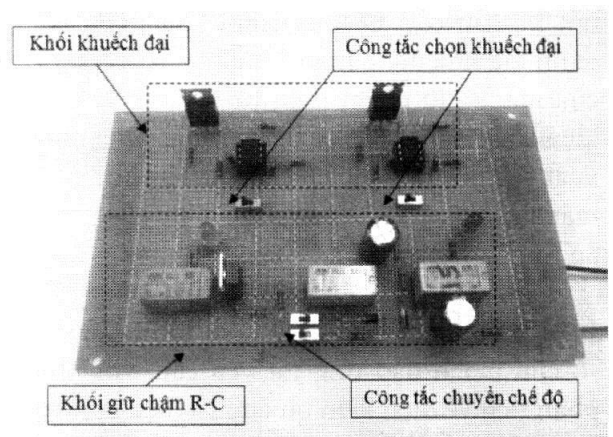 Khối khuếch đại
Công tắc chọn khuếch đại
Khối giữ chậm R-C
Công tắc chuyển chế độ